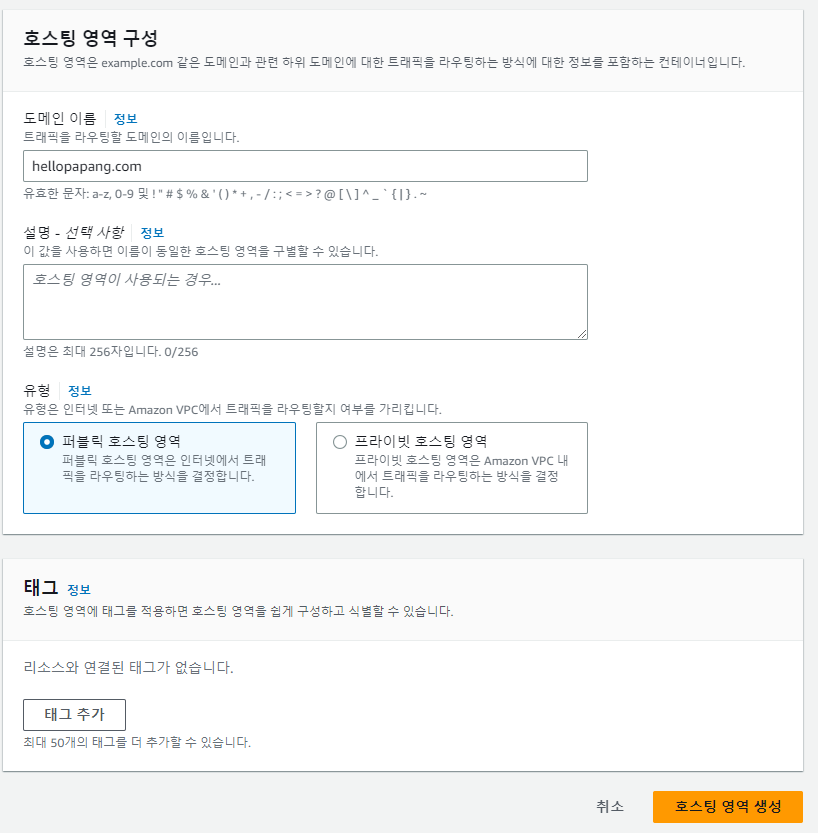 호스팅 영역 구성
호스팅 영역은 example.com 같은 도메인과 관련 하위 도메인에 대한 트래픽을 라우팅하는 방식에 대한 정보를 포함하는 컨테이너입니다.
도메인 이름 정보
트래픽을 라우팅할 도메인의 이름입니다.
hellopapang.com
유효한 문자: a-z, 0-9 및 ! " # $ % & ' ( ) * + , - / : ; < = > ? @ [ \ ] ^ _ ` { | } . ~
설명 - 선택 사항 정보
이 값을 사용하면 이름이 동일한 호스팅 영역을 구별할 수 있습니다.
호스팅 영역이 사용되는 경우...
설명은 최대 256자입니다. 0/256
유형 정보
유형은 인터넷 또는 Amazon VPC에서 트래픽을 라우팅할지 여부를 가리킵니다.
퍼블릭 호스팅 영역
퍼블릭 호스팅 영역은 인터넷에서 트래
픽을 라우팅하는 방식을 결정합니다.
프라이빗 호스팅 영역
프라이빗 호스팅 영역은 Amazon VPC 내
에서 트래픽을 라우팅하는 방식을 결정
합니다.
태그 정보
호스팅 영역에 태그를 적용하면 호스팅 영역을 쉽게 구성하고 식별할 수 있습니다.
리소스와 연결된 태그가 없습니다.
태그 추가
최대 50개의 태그를 더 추가할 수 있습니다.
취소 호스팅 영역 생성